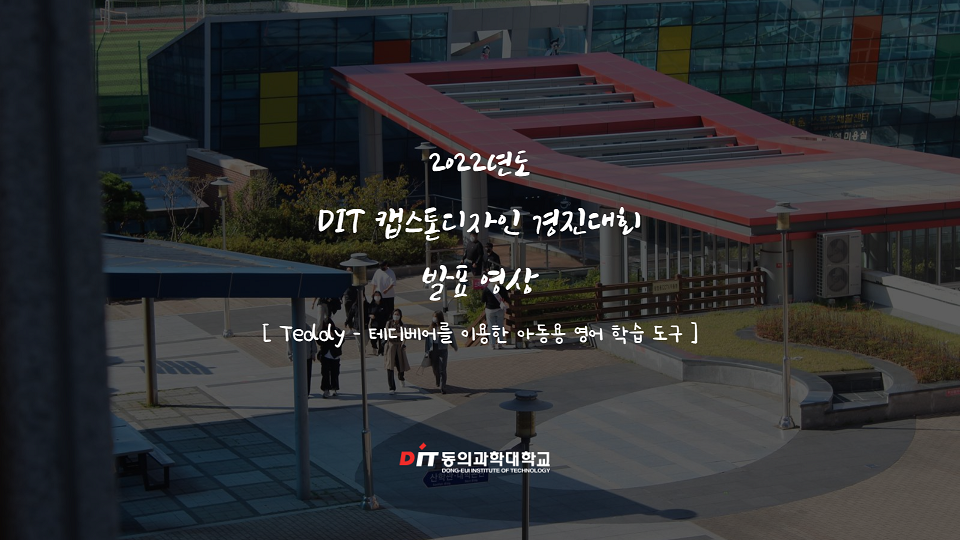 2022년도
DIT 캡스톤디자인 경진대회
발표 영상
[ Teddy - 테디베어를 이용한 아동용 영어 학습 도구 ]
DIT 동의과학대학교
DONG-EUI INSTITUTE OF TECHNOLOGY